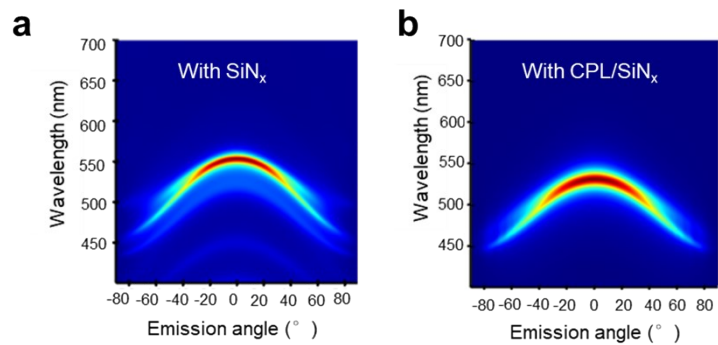 a
With SiNx
Wavelength (nm)
700
650
600
550
500
450
-80 -60 -40 -20 0 20 40 60 80
Emission angle ( ° )
b
With CPL/SiNx
Wavelength (nm)
700
650
600
550
500
450
-80 -60 -40 -20 0 20 40 60 80
Emission angle ( ° )